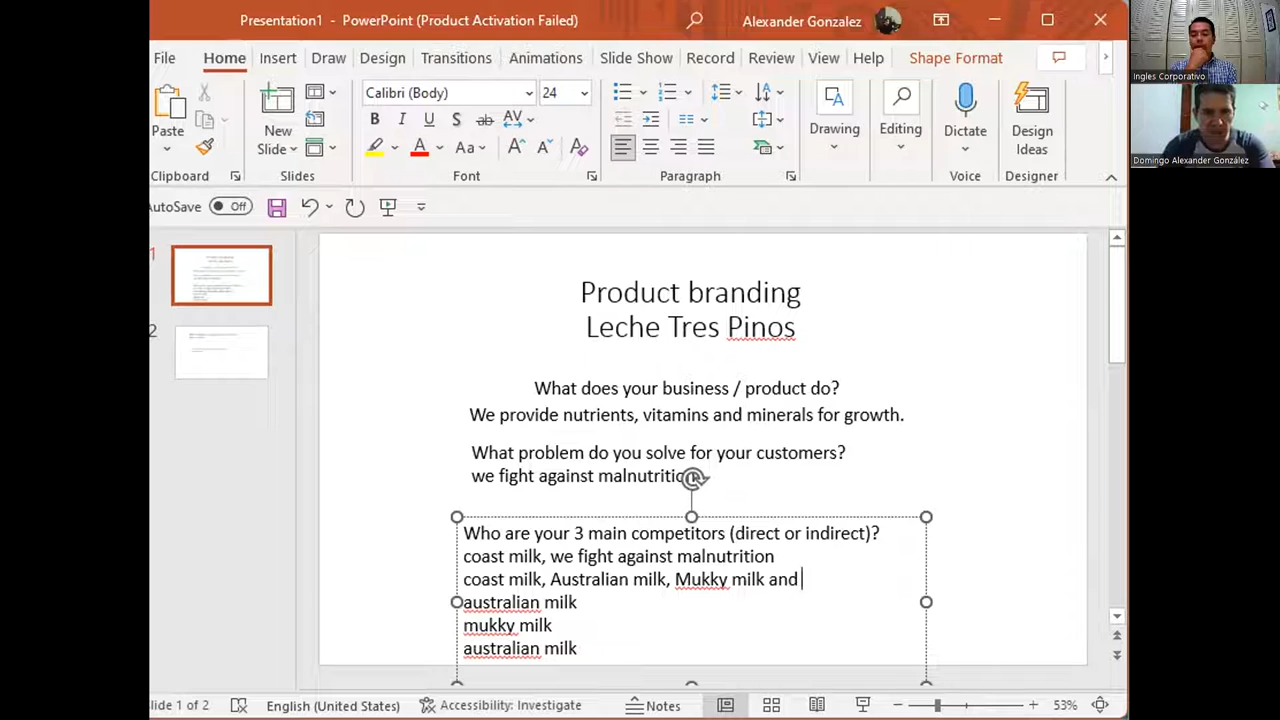 Presentation1 - PowerPoint (Product Activation Failed)
Alexander Gonzalez
File Home Insert Draw Design Transitions Animations Slide Show Record Review View Help Shape Format
Calibri (Body) 24
Paste
New Slide
Drawing
Editing
Dictate
Design Ideas
Clipboard
Slides
Font
Paragraph
Voice
Designer
AutoSave Off
1
2
Product branding
Leche Tres Pinos
What does your business / product do?
We provide nutrients, vitamins and minerals for growth.
What problem do you solve for your customers?
we fight against
Who are your 3 main competitors (direct or indirect)?
coast milk, we fight against malnutrition
coast milk, Australian milk, Mukky milk and
australian milk
mukky milk
australian milk
Slide 1 of 2
English (United States)
Accessibility: Investigate
Notes
53%
Ingles Corporativo
Domingo Alexander González